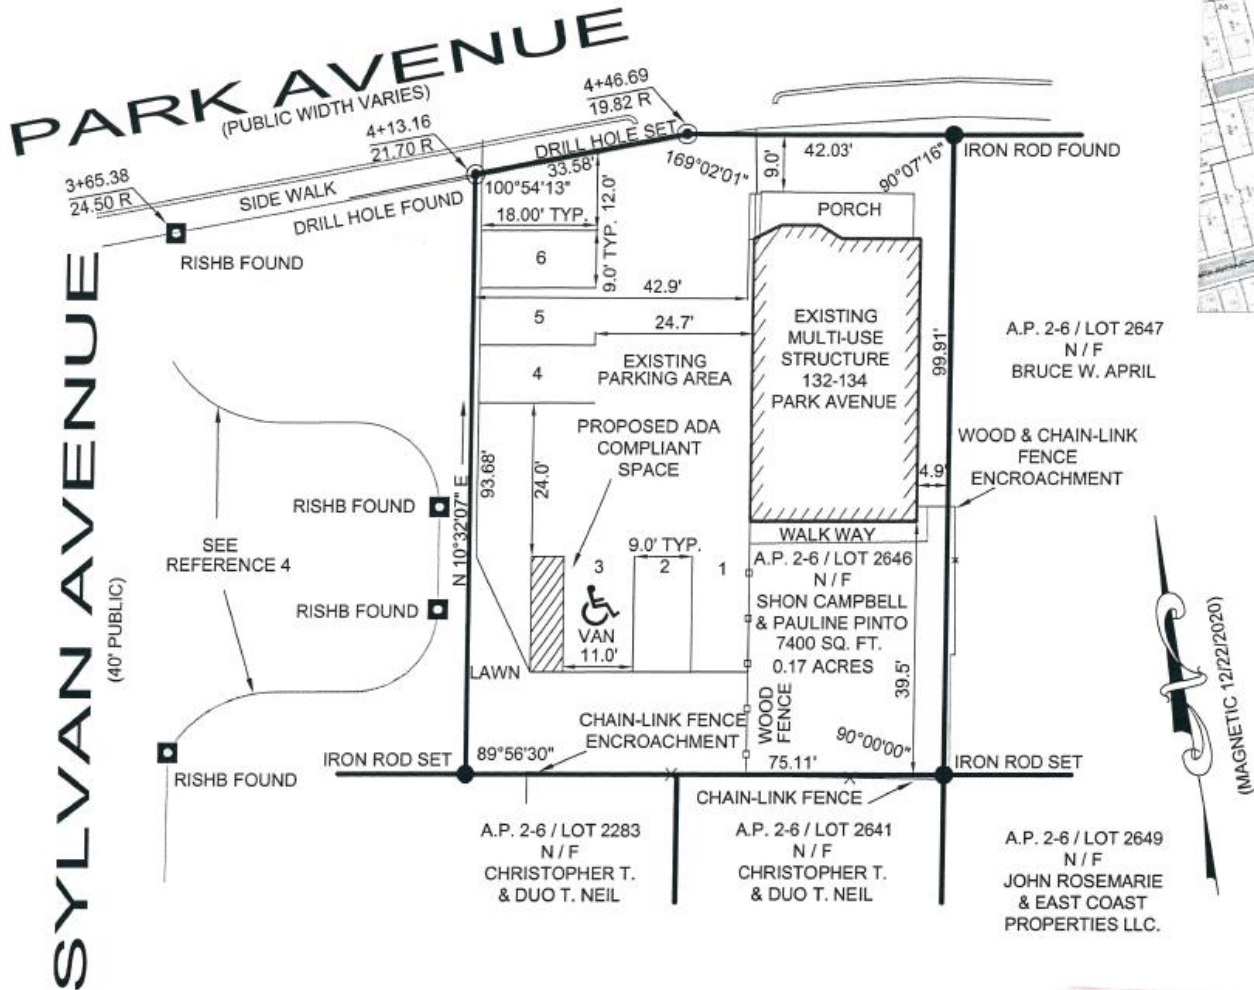 PARK AVENUE
(PUBLIC WIDTH VARIES)
4+46.69
19.82 R
4+13.16
21.70 R
3+65.38
24.50 R
SIDE WALK
DRILL HOLE SET
33.58'
DRILL HOLE FOUND
RISHB FOUND
100°54'13"
169°02'01"
9.0'
42.03'
90°07'16"
IRON ROD FOUND
18.00' TYP.
12.0'
9.0' TYP.
PORCH
6
5
4
42.9'
24.7'
EXISTING
PARKING AREA
EXISTING
MULTI-USE
STRUCTURE
132-134
PARK AVENUE
99.91'
A.P. 2-6 / LOT 2647
N / F
BRUCE W. APRIL
PROPOSED ADA
COMPLIANT
SPACE
WOOD & CHAIN-LINK
FENCE
ENCROACHMENT
4.9'
93.68'
24.0'
N 10°32'07" E
SYLVAN AVENUE
(40' PUBLIC)
SEE
REFERENCE 4
RISHB FOUND
RISHB FOUND
RISHB FOUND
9.0' TYP.
3
2
1
VAN
11.0'
WALK WAY
A.P. 2-6 / LOT 2646
N / F
SHON CAMPBELL
& PAULINE PINTO
7400 SQ. FT.
0.17 ACRES
39.5'
LAWN
WOOD
FENCE
CHAIN-LINK FENCE
ENCROACHMENT
IRON ROD SET
89°56'30"
75.11'
90°00'00"
IRON ROD SET
CHAIN-LINK FENCE
A.P. 2-6 / LOT 2283
N / F
CHRISTOPHER T.
& DUO T. NEIL
A.P. 2-6 / LOT 2641
N / F
CHRISTOPHER T.
& DUO T. NEIL
A.P. 2-6 / LOT 2649
N / F
JOHN ROSEMARIE
& EAST COAST
PROPERTIES LLC.
(MAGNETIC 12/22/2020)